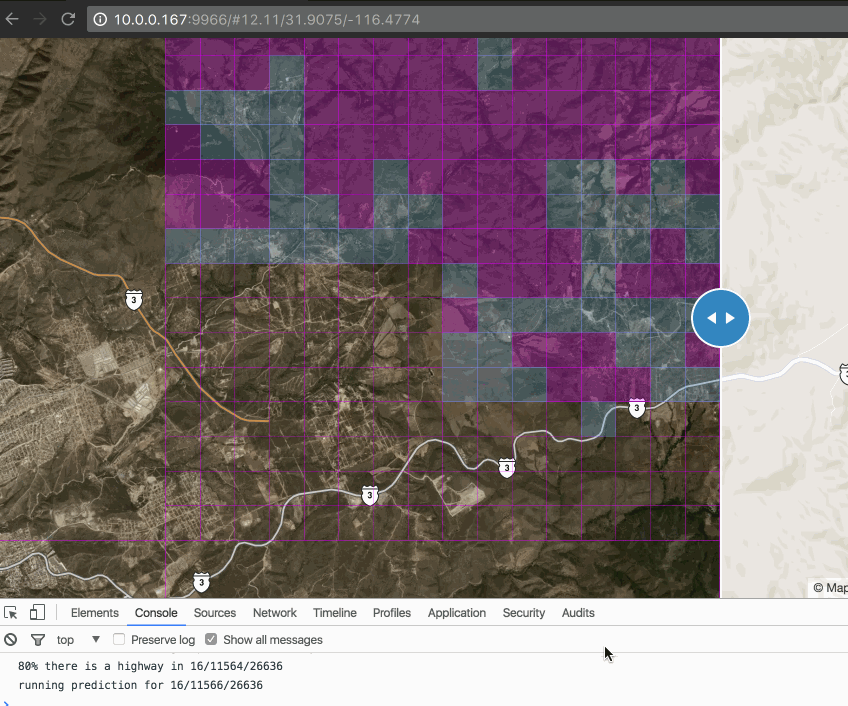 10.0.0.167:9966/#12.11/31.9075/-116.4774
3
3
3
3
3
© Map
Elements Console Sources Network Timeline Profiles Application Security Audits
top Preserve log Show all messages
80% there is a highway in 16/11564/26636
running prediction for 16/11566/26636